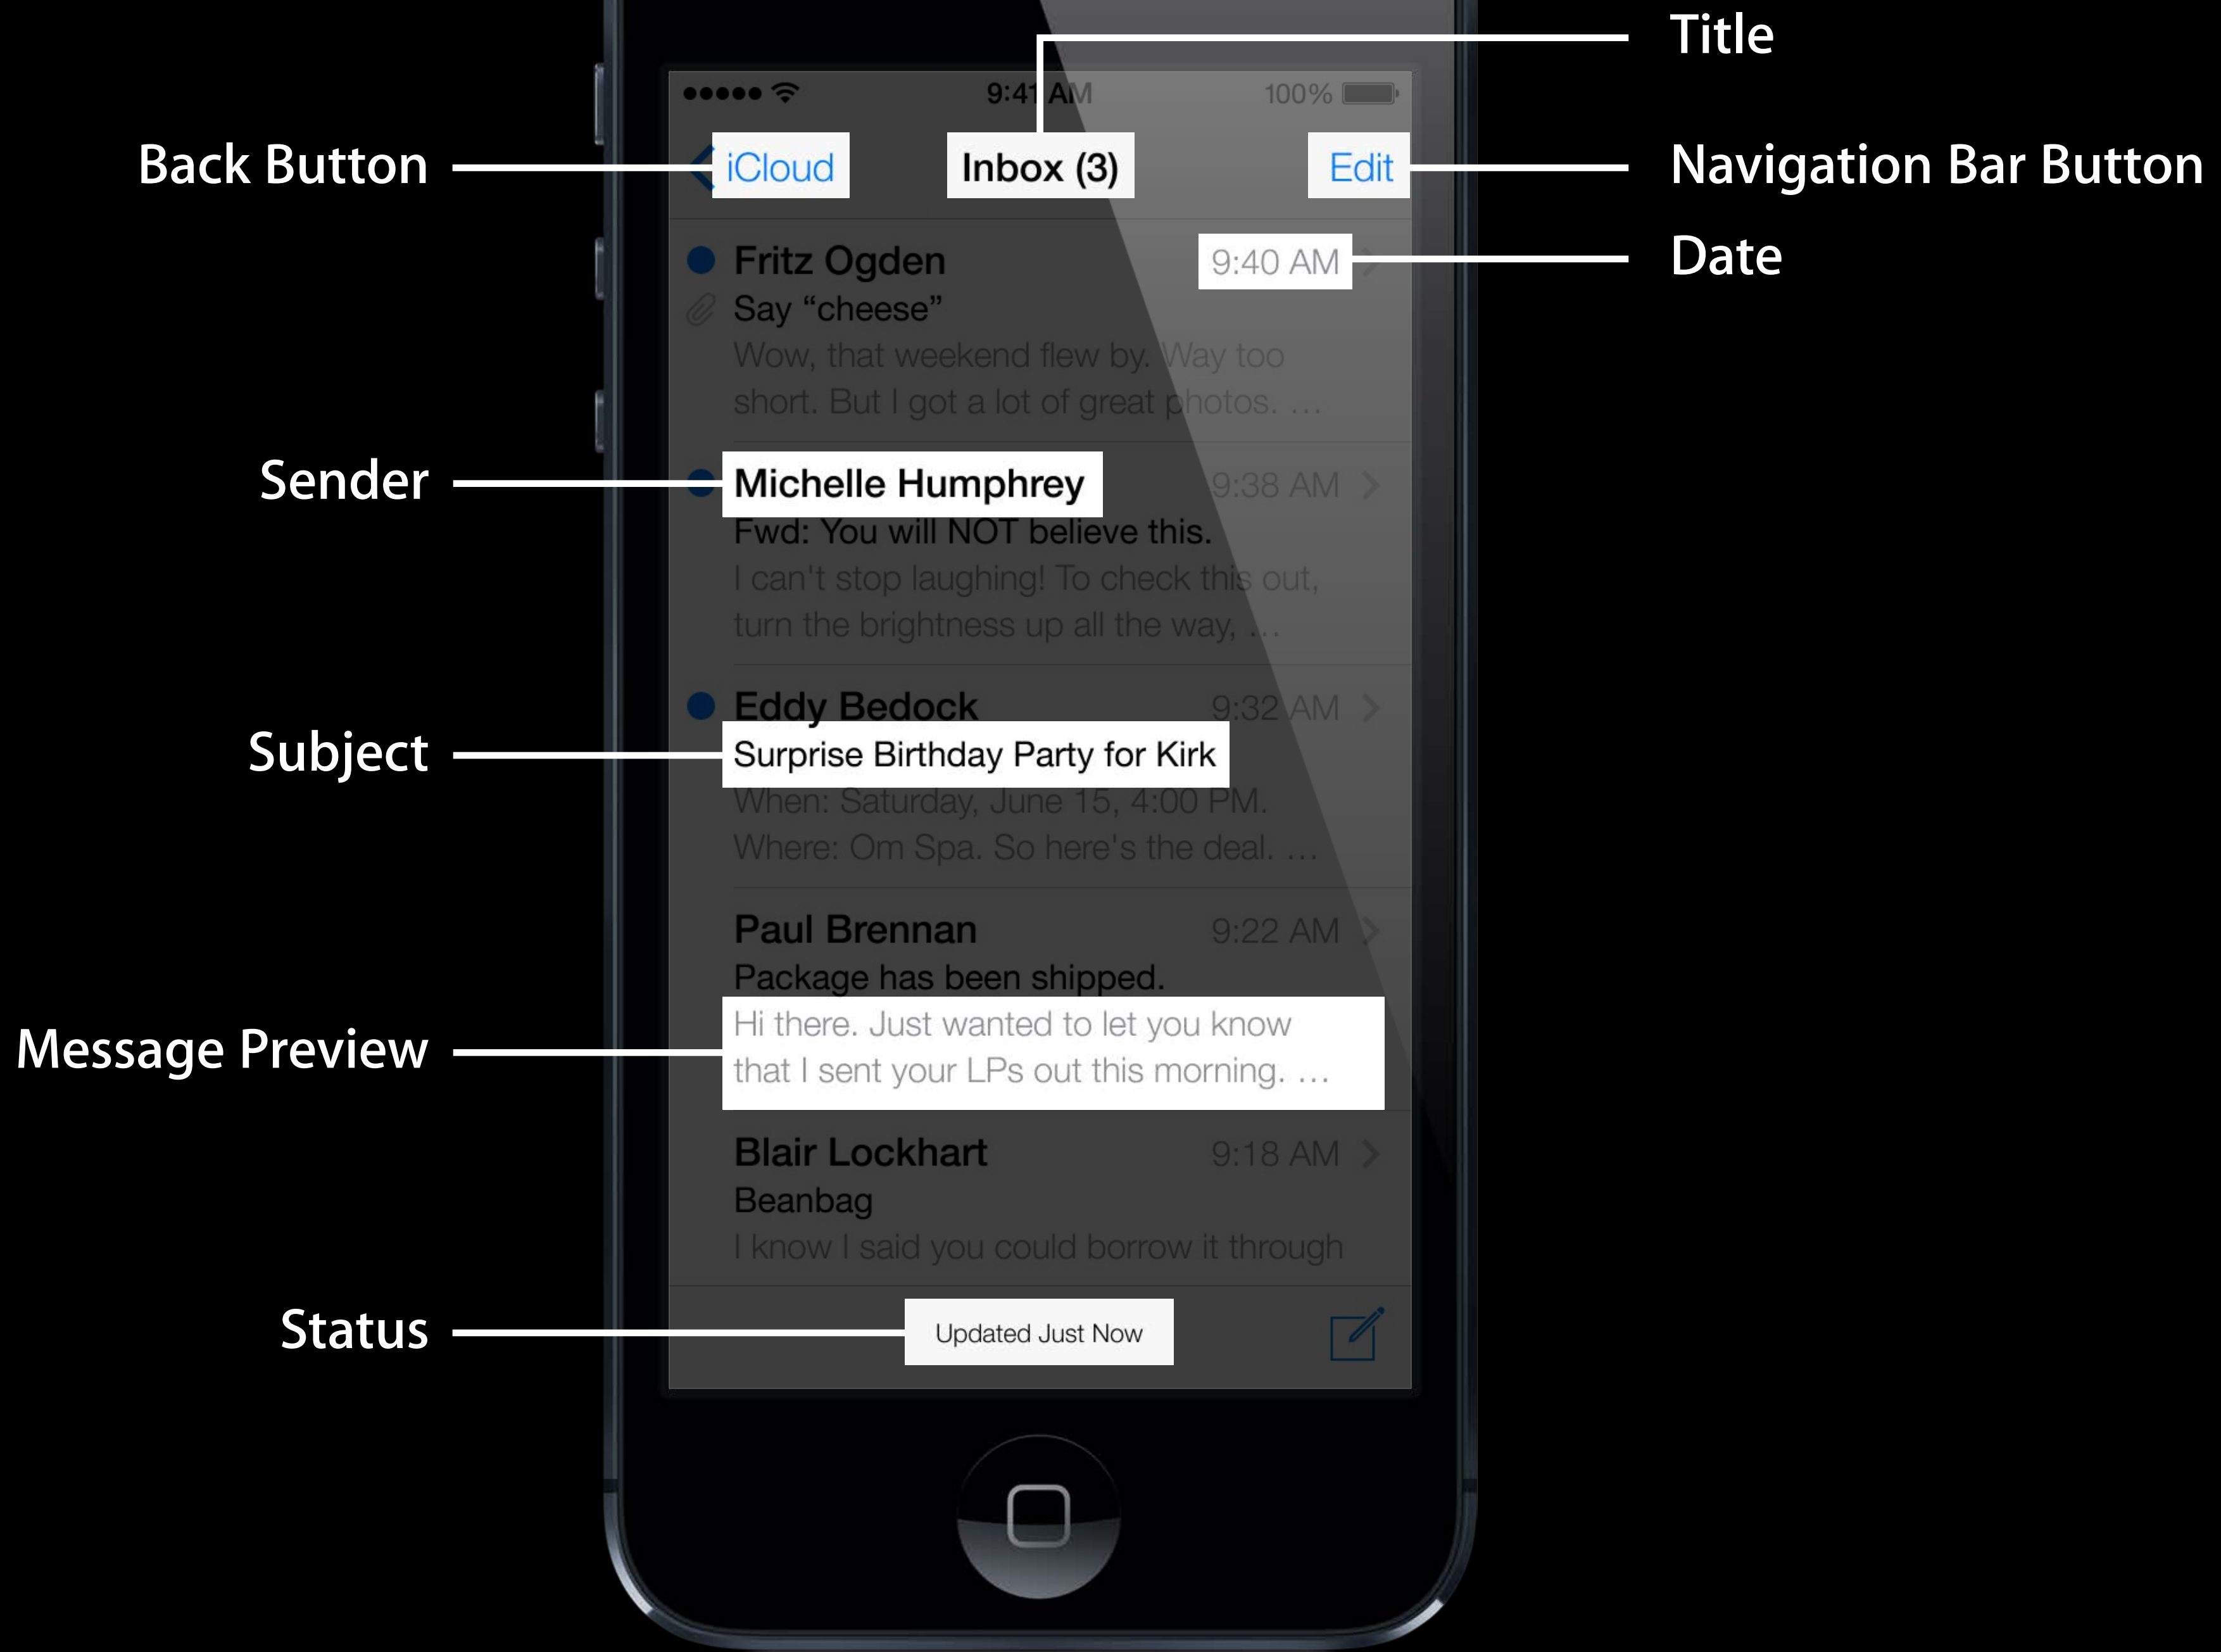 Title
9:41 AM 100%
Back Button
iCloud
Inbox (3)
Edit
Navigation Bar Button
Fritz Ogden
9:40 AM
Date
Say “cheese”
Wow, that weekend flew by. Way too
short. But I got a lot of great photos. …
Sender
Michelle Humphrey
9:38 AM
Fwd: You will NOT believe this.
I can't stop laughing! To check this out,
turn the brightness up all the way, …
Eddy Bedock
9:32 AM
Subject
Surprise Birthday Party for Kirk
When: Saturday, June 15, 4:00 PM.
Where: Om Spa. So here's the deal. …
Paul Brennan
9:22 AM
Package has been shipped.
Message Preview
Hi there. Just wanted to let you know
that I sent your LPs out this morning. …
Blair Lockhart
9:18 AM
Beanbag
I know I said you could borrow it through
Status
Updated Just Now